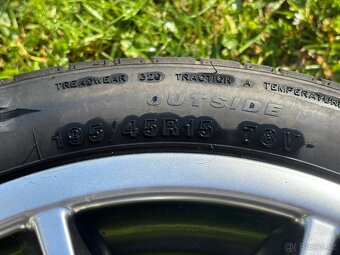 TREADWEAR 320 TRACTION A TEMPERATURE
OUTSIDE
195/45R15 78V